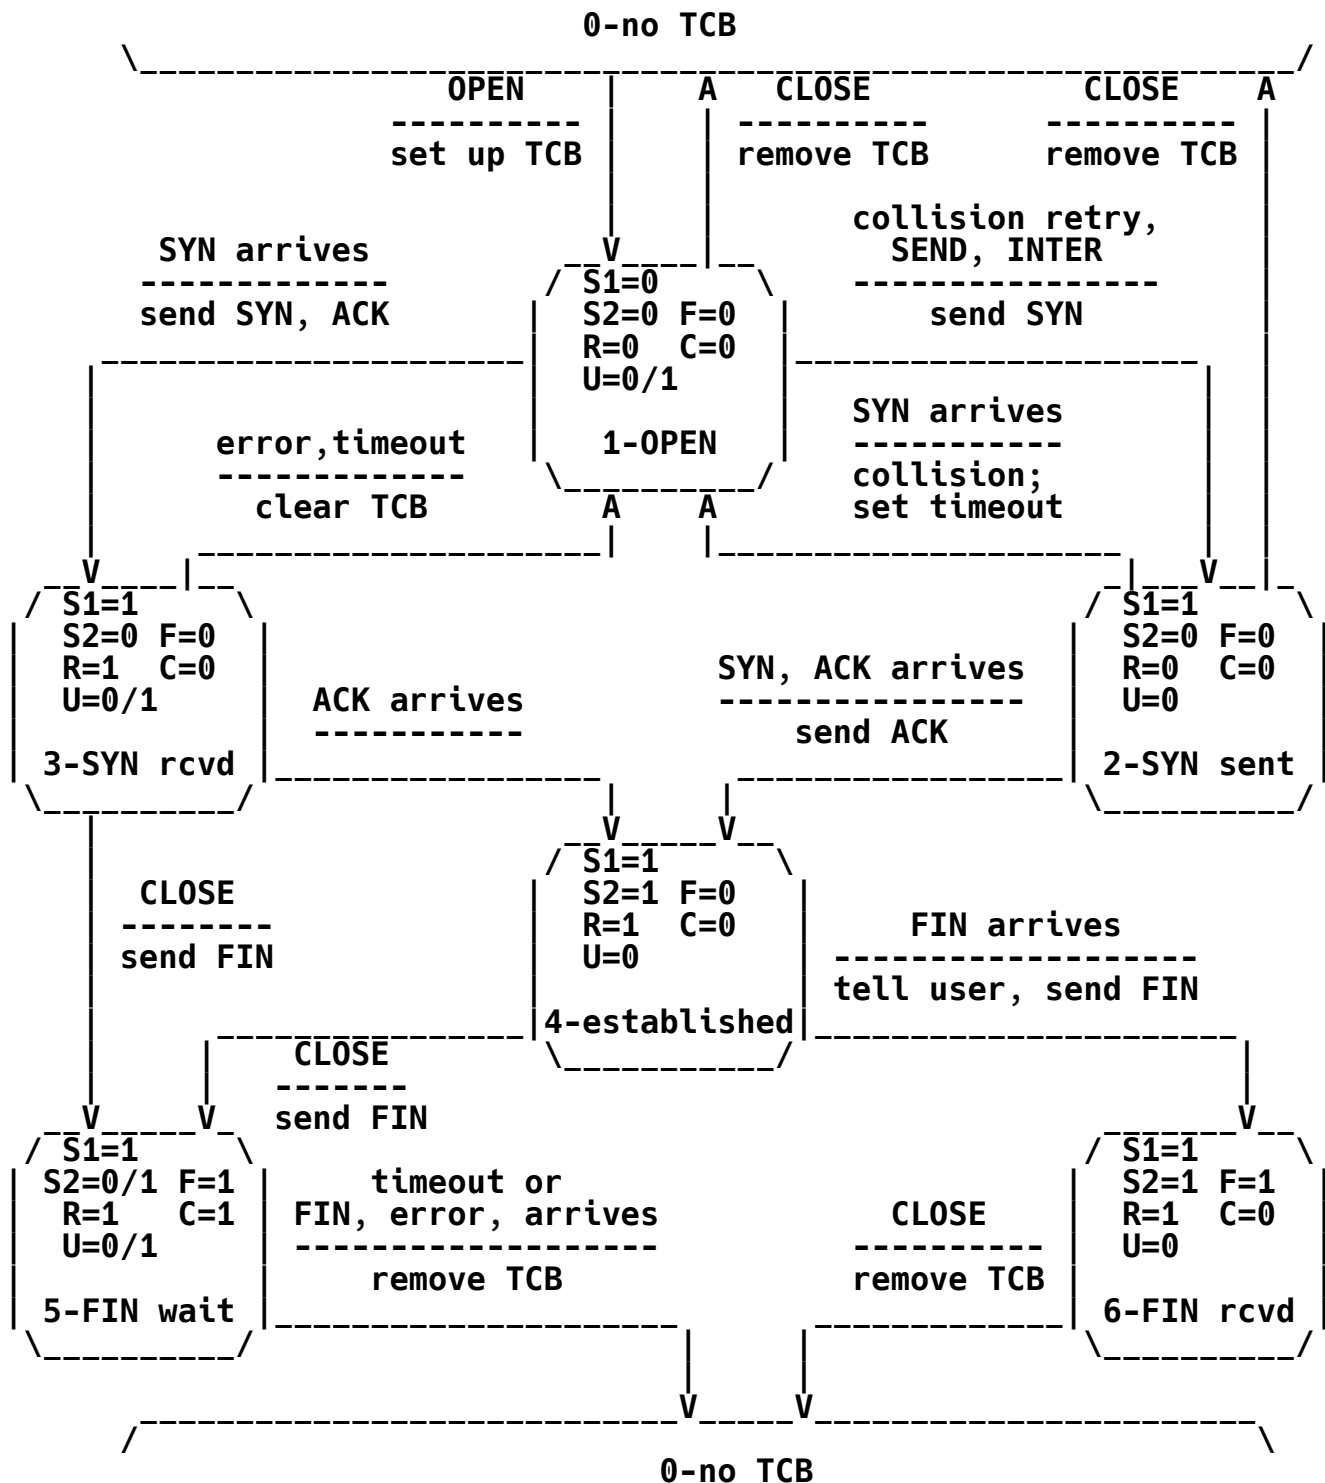 0-no TCB
OPEN A CLOSE CLOSE A
---------- ---------- ----------
set up TCB remove TCB remove TCB
collision retry,
SYN arrives V SEND, INTER
------------- S1=0 ----------------
send SYN, ACK S2=0 F=0 send SYN
R=0 C=0
U=0/1
SYN arrives
error,timeout 1-OPEN -----------
------------- collision;
clear TCB A A set timeout
V V
S1=1 S1=1
S2=0 F=0 S2=0 F=0
R=1 C=0 SYN, ACK arrives R=0 C=0
U=0/1 ACK arrives ---------------- U=0
----------- send ACK
3-SYN rcvd 2-SYN sent
V V
S1=1
CLOSE S2=1 F=0
-------- R=1 C=0 FIN arrives
send FIN U=0 -------------------
tell user, send FIN
4-established
CLOSE
-------
V V send FIN V
S1=1 S1=1
S2=0/1 F=1 timeout or S2=1 F=1
R=1 C=1 FIN, error, arrives CLOSE R=1 C=0
U=0/1 ------------------- ---------- U=0
remove TCB remove TCB
5-FIN wait 6-FIN rcvd
V V
0-no TCB